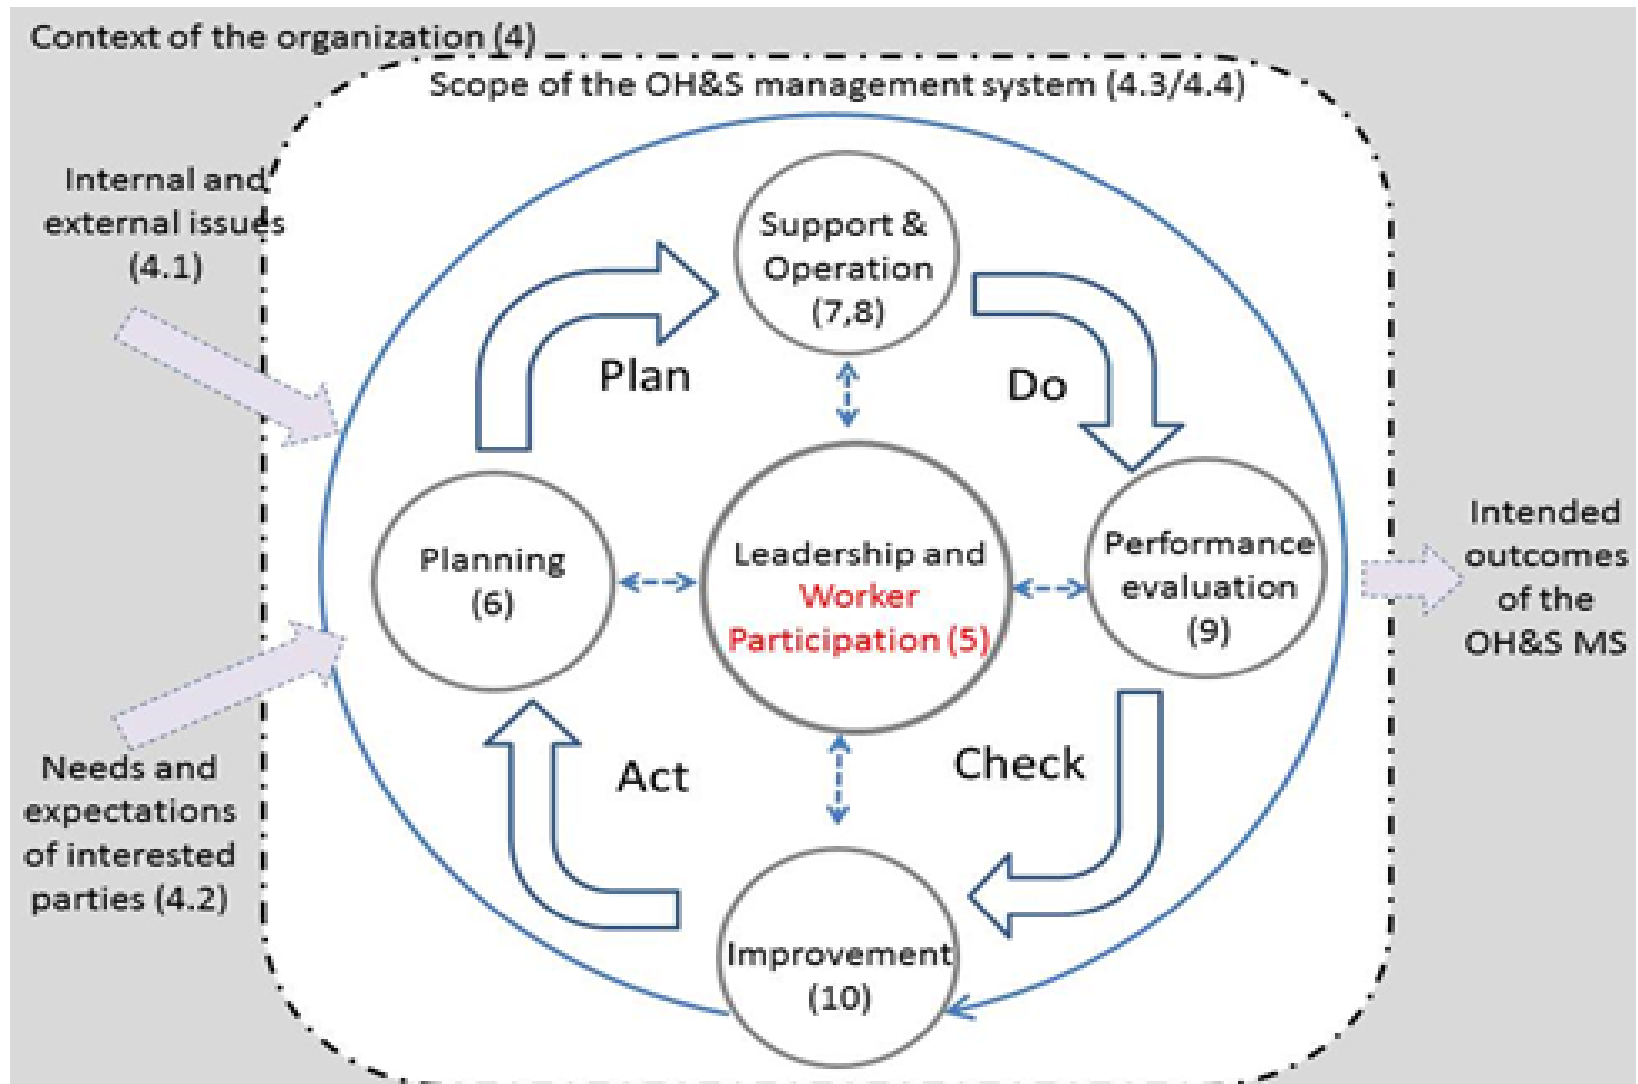 Context of the organization (4)
Scope of the OH&S management system (4.3/4.4)
Internal and
external issues
(4.1)
Support &
Operation
(7,8)
Plan
Do
Planning
(6)
Leadership and
Worker
Participation (5)
Performance
evaluation
(9)
Intended
outcomes
of the
OH&S MS
Needs and
expectations
of interested
parties (4.2)
Act
Check
Improvement
(10)